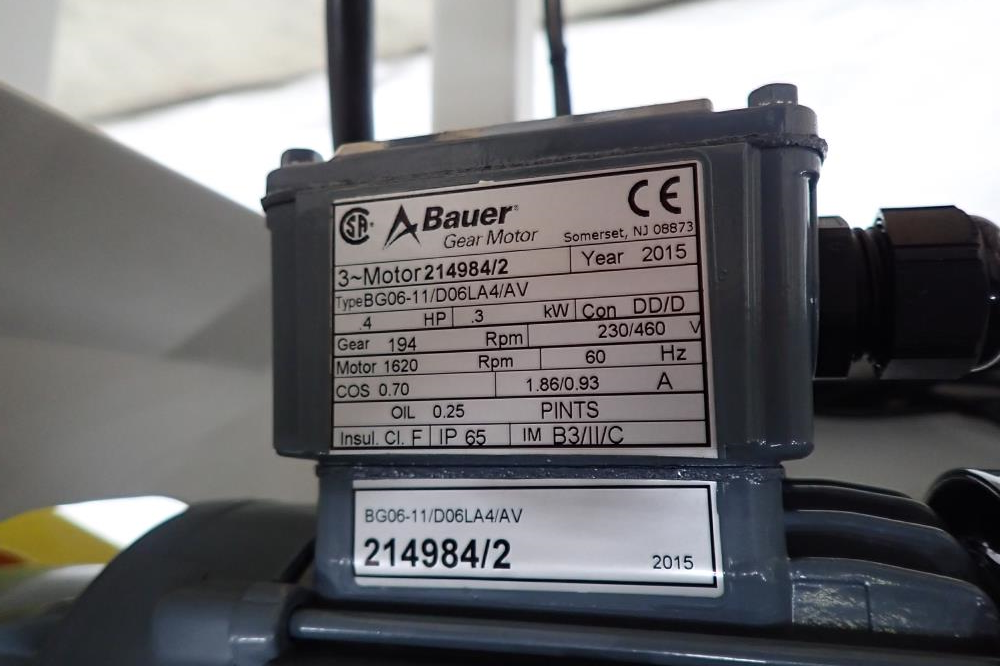 CSA Bauer CE
Gear Motor Somerset, NJ 08873
3~Motor 214984/2 Year 2015
Type BG06-11/D06LA4/AV
.4 HP .3 kW Con DD/D
Gear 194 Rpm 230/460 V
Motor 1620 Rpm 60 Hz
COS 0.70 1.86/0.93 A
OIL 0.25 PINTS
Insul. Cl. F IP 65 IM B3/II/C
BG06-11/D06LA4/AV
214984/2 2015